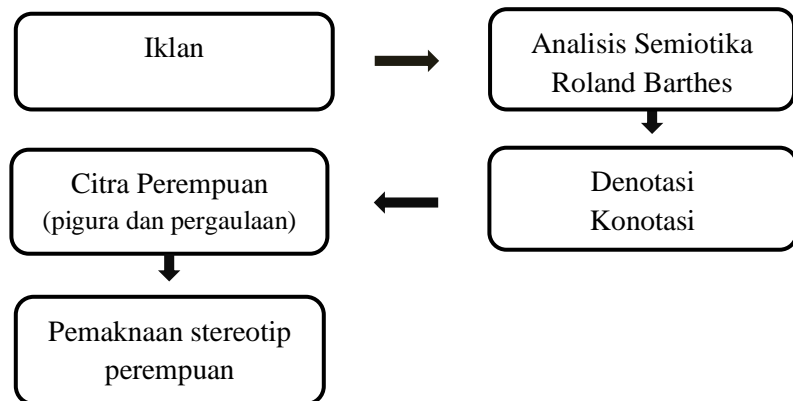 Iklan
Analisis Semiotika
Roland Barthes
Denotasi
Konotasi
Citra Perempuan
(pigura dan pergaulaan)
Pemaknaan stereotip
perempuan